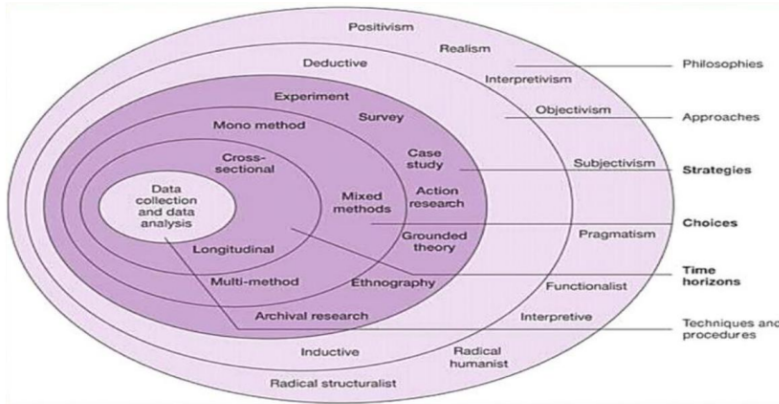 Positivism
Realism
Philosophies
Deductive
Interpretivism
Experiment
Objectivism
Survey
Approaches
Mono method
Case
study
Subjectivism
Strategies
Cross-
sectional
Data
collection
and data
analysis
Mixed
methods
Action
research
Choices
Pragmatism
Grounded
theory
Longitudinal
Time
horizons
Multi-method
Ethnography
Functionalist
Archival research
Interpretive
Techniques and
procedures
Inductive
Radical
humanist
Radical structuralist